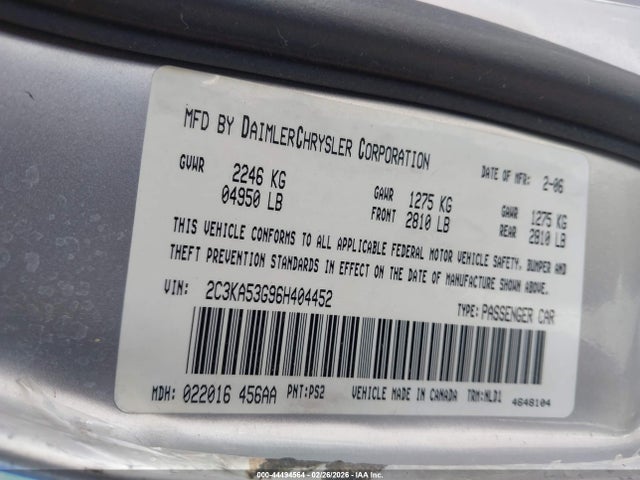 MFD BY DAIMLERCHRYSLER CORPORATION
DATE OF MFR: 2-06
GVWR 2246 KG
04950 LB
GAWR FRONT 1275 KG
2810 LB
GAWR REAR 1275 KG
2810 LB
THIS VEHICLE CONFORMS TO ALL APPLICABLE FEDERAL MOTOR VEHICLE SAFETY, BUMPER AND
THEFT PREVENTION STANDARDS IN EFFECT ON THE DATE OF MANUFACTURE SHOWN ABOVE.
VIN: 2C3KA53G96H404452
TYPE: PASSENGER CAR
MDH: 022016 456AA PNT:PS2 VEHICLE MADE IN CANADA TRM:NLD1
4648104
© - 44494564 - 02/26/2026 - IAA Inc.